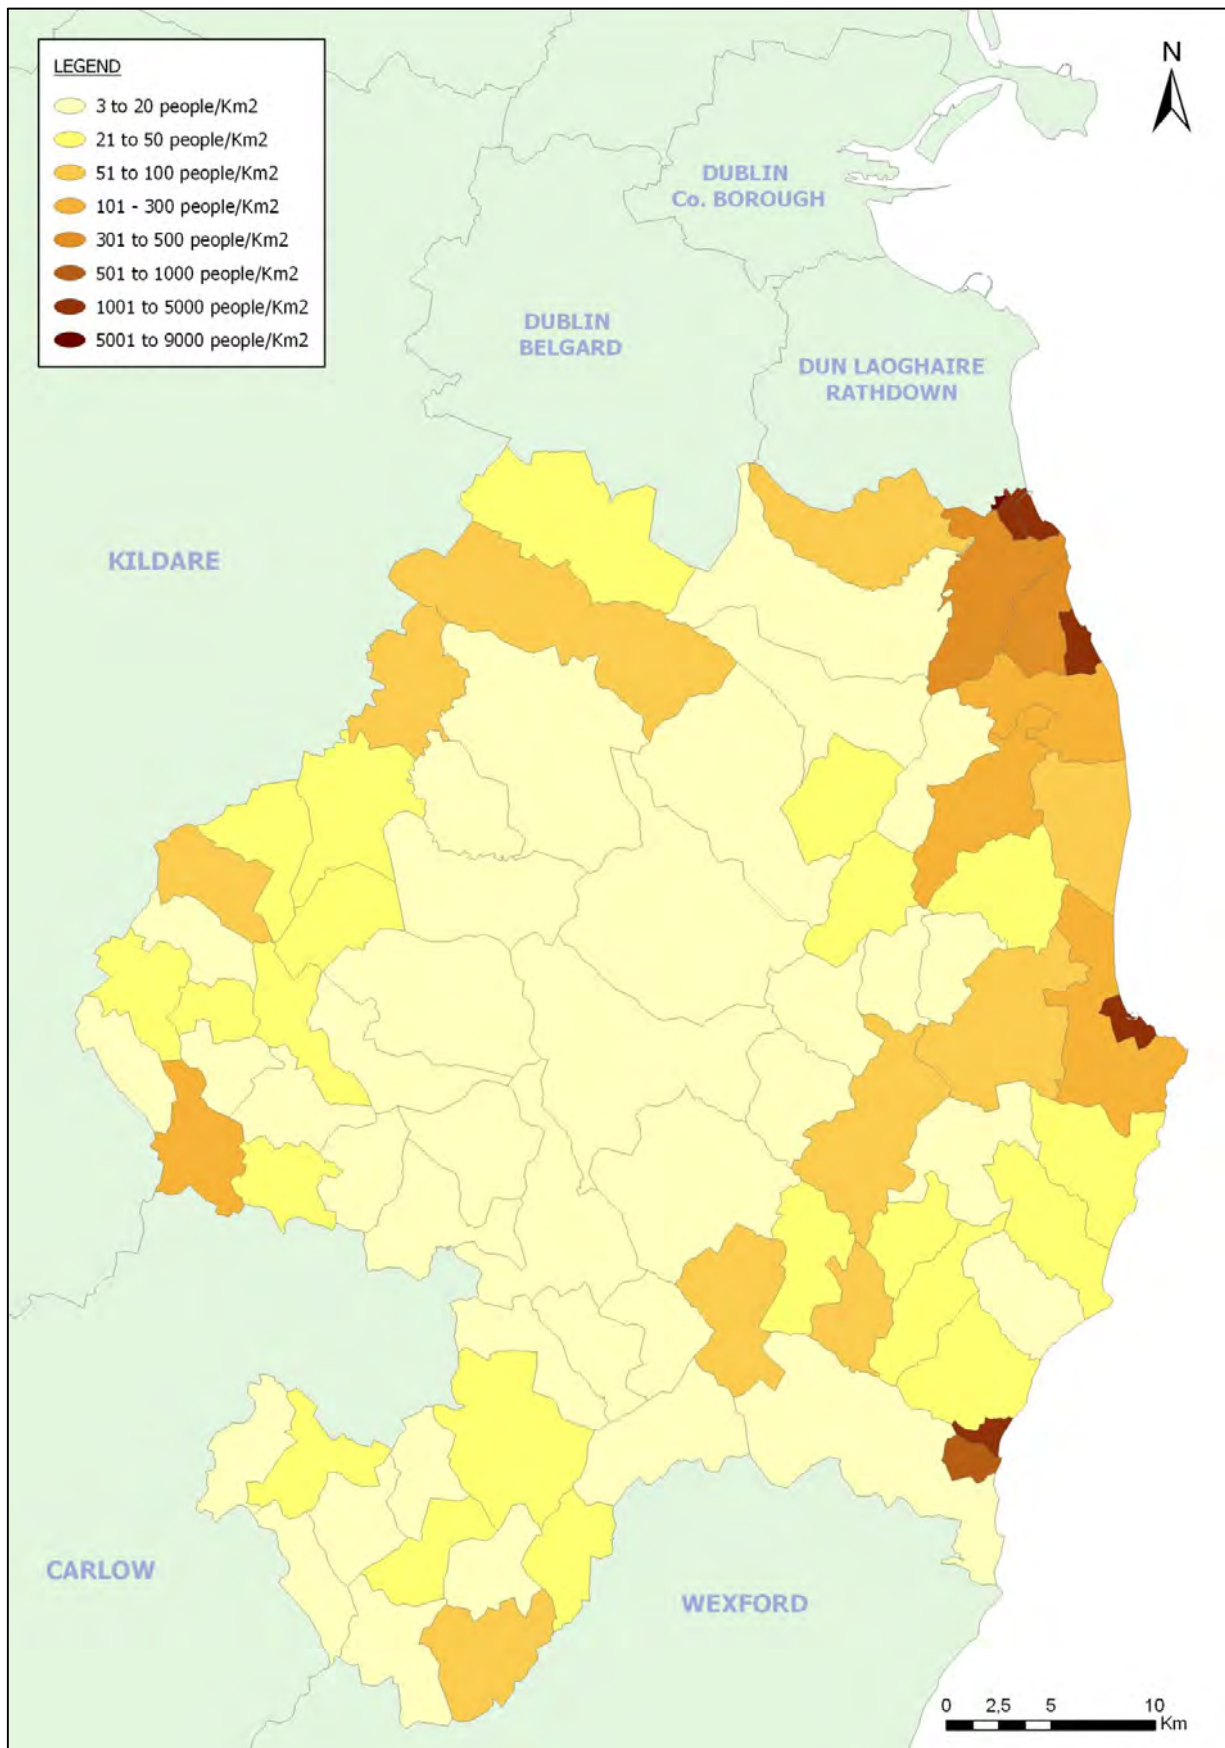 LEGEND
3 to 20 people/Km2
21 to 50 people/Km2
51 to 100 people/Km2
101 - 300 people/Km2
301 to 500 people/Km2
501 to 1000 people/Km2
1001 to 5000 people/Km2
5001 to 9000 people/Km2
N
DUBLIN
Co. BOROUGH
DUBLIN
BELGARD
DUN LAOGHAIRE
RATHDOWN
KILDARE
CARLOW
WEXFORD
0 2,5 5 10
Km